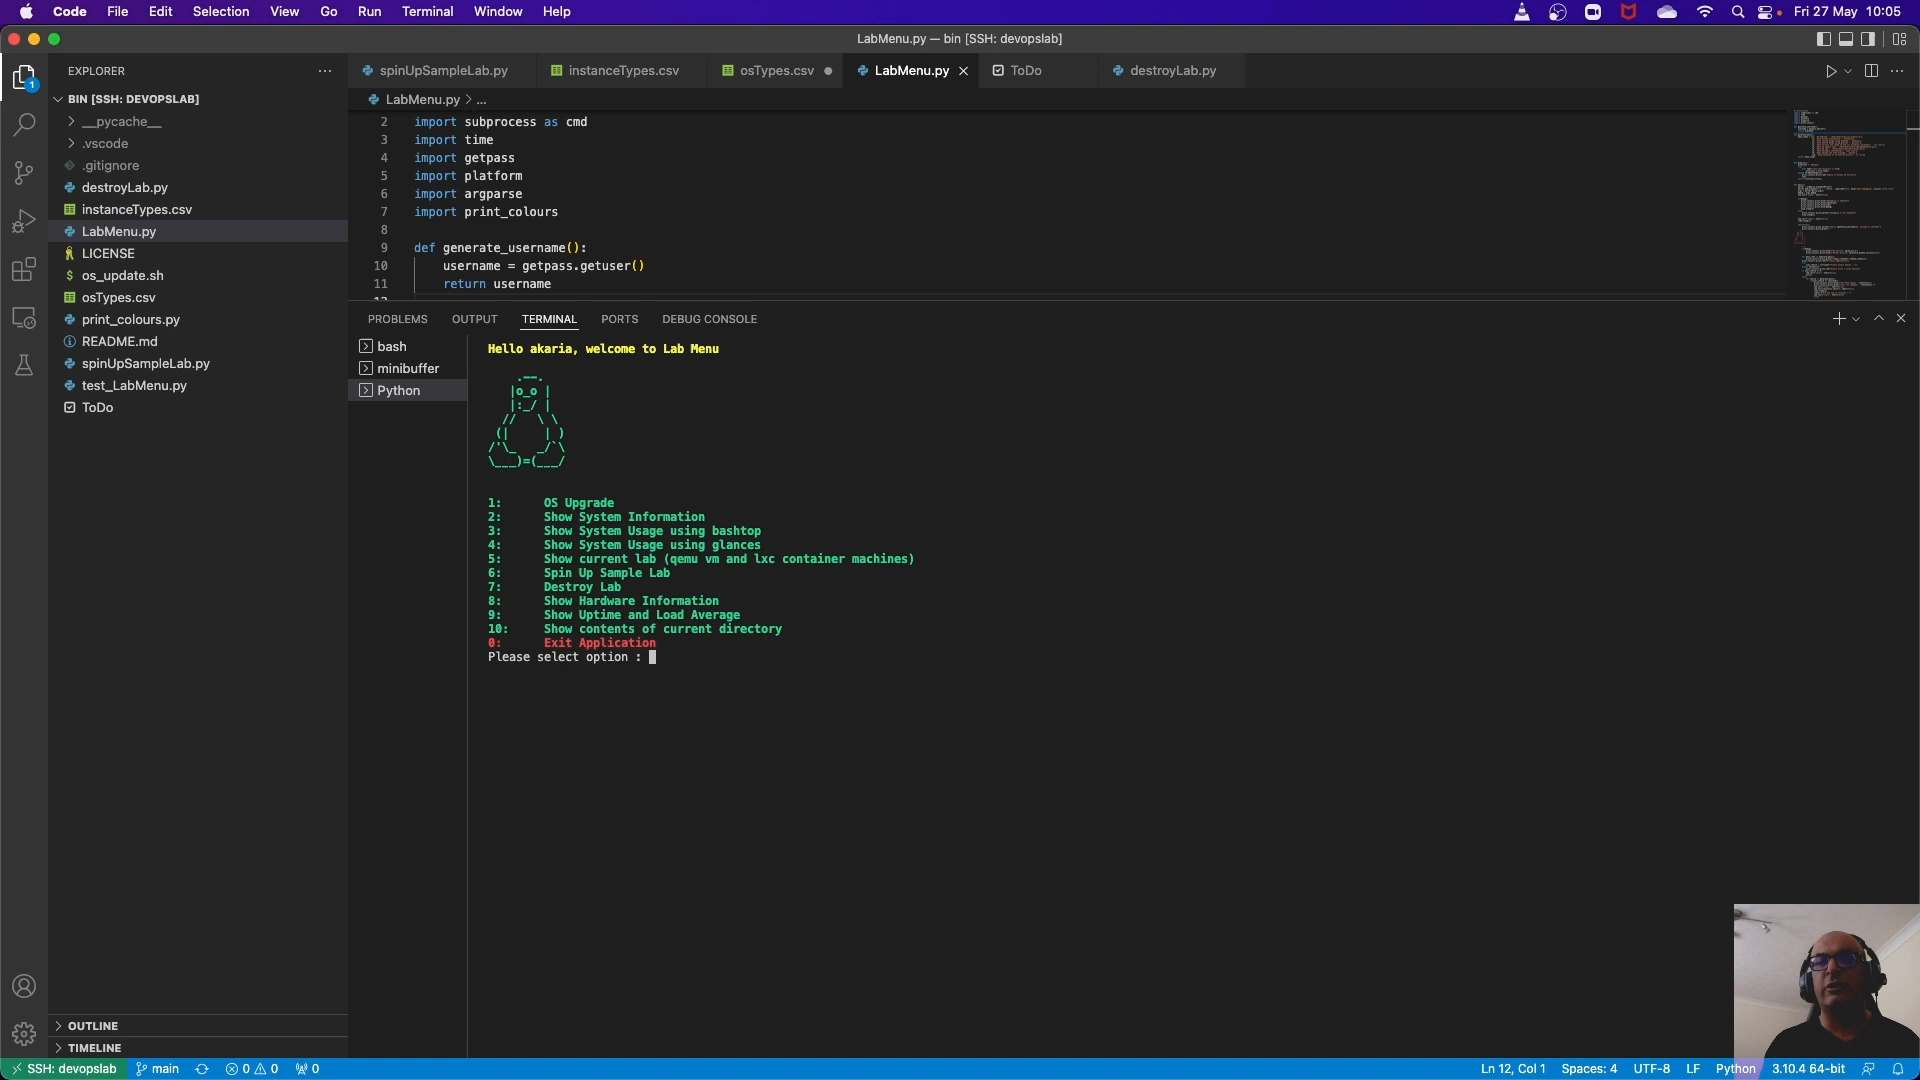 Code File Edit Selection View Go Run Terminal Window Help
Fri 27 May 10:05
LabMenu.py — bin [SSH: devopslab]
EXPLORER
BIN [SSH: DEVOPSLAB]
__pycache__
.vscode
.gitignore
destroyLab.py
instanceTypes.csv
LabMenu.py
LICENSE
os_update.sh
osTypes.csv
print_colours.py
README.md
spinUpSampleLab.py
test_LabMenu.py
ToDo
OUTLINE
TIMELINE
spinUpSampleLab.py instanceTypes.csv osTypes.csv LabMenu.py ToDo destroyLab.py
LabMenu.py > ...
2 import subprocess as cmd
3 import time
4 import getpass
5 import platform
6 import argparse
7 import print_colours
8
9 def generate_username():
10 username = getpass.getuser()
11 return username
PROBLEMS OUTPUT TERMINAL PORTS DEBUG CONSOLE
bash
minibuffer
Python
Hello akaria, welcome to Lab Menu
.--.
|o_o |
|:_/ |
// \ \
(| | )
/'\_ _/`\
\___)=(___/
1: OS Upgrade
2: Show System Information
3: Show System Usage using bashtop
4: Show System Usage using glances
5: Show current lab (qemu vm and lxc container machines)
6: Spin Up Sample Lab
7: Destroy Lab
8: Show Hardware Information
9: Show Uptime and Load Average
10: Show contents of current directory
0: Exit Application
Please select option :
1
SSH: devopslab main 0 0 0
Ln 12, Col 1 Spaces: 4 UTF-8 LF Python 3.10.4 64-bit